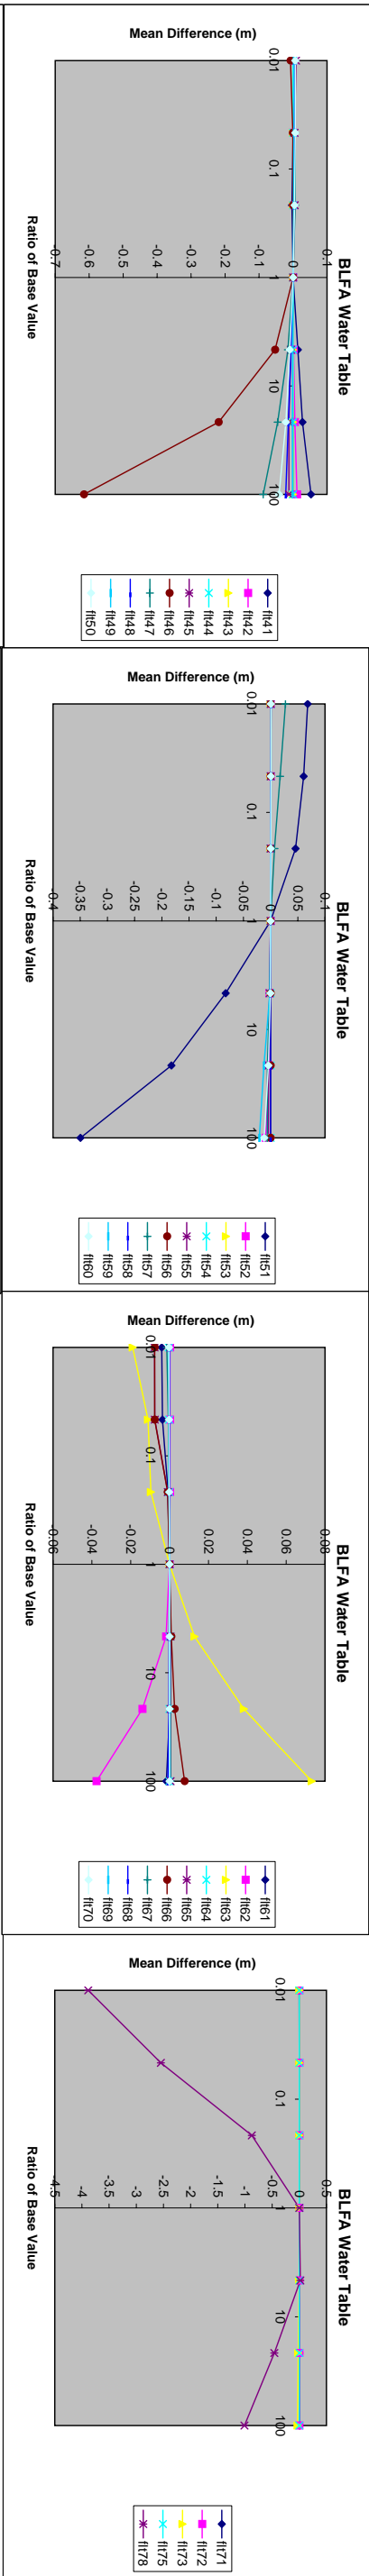 BLFA Water Table
Mean Difference (m)
0.1
0
-0.1
-0.2
-0.3
-0.4
-0.5
-0.6
-0.7
0.01
0.1
1
10
100
Ratio of Base Value
flt41
flt42
flt43
flt44
flt45
flt46
flt47
flt48
flt49
flt50
BLFA Water Table
Mean Difference (m)
0.1
0.05
0
-0.05
-0.1
-0.15
-0.2
-0.25
-0.3
-0.35
-0.4
0.01
0.1
1
10
100
Ratio of Base Value
flt51
flt52
flt53
flt54
flt55
flt56
flt57
flt58
flt59
flt60
BLFA Water Table
Mean Difference (m)
0.08
0.06
0.04
0.02
0
-0.02
-0.04
-0.06
0.01
0.1
1
10
100
Ratio of Base Value
flt61
flt62
flt63
flt64
flt65
flt66
flt67
flt68
flt69
flt70
BLFA Water Table
Mean Difference (m)
0.5
0
-0.5
-1
-1.5
-2
-2.5
-3
-3.5
-4
-4.5
0.01
0.1
1
10
100
Ratio of Base Value
flt71
flt72
flt73
flt75
flt78